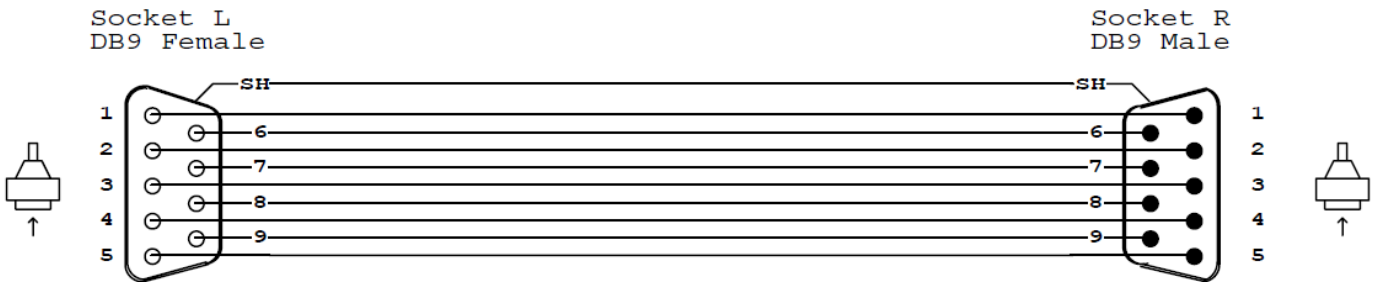 Socket L
DB9 Female
Socket R
DB9 Male
SH SH
1 1
6 6
2 2
7 7
3 3
8 8
4 4
9 9
5 5